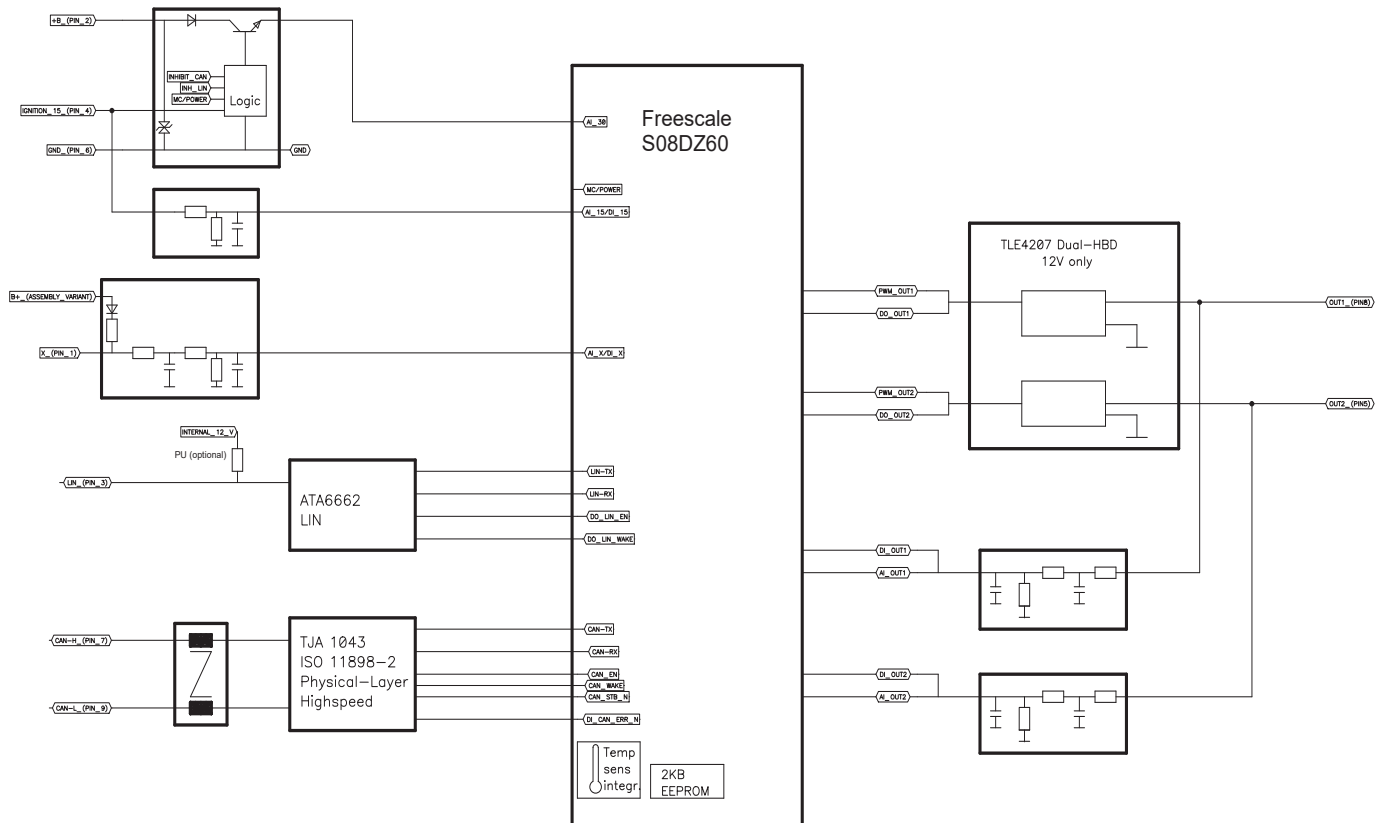 +B_(PIN_2)
INHIBIT_CAN
INH_LIN
MC/POWER
Logic
IGNITION_15_(PIN_4)
GND_(PIN_6)
GND
B+_(ASSEMBLY_VARIANT)
X_(PIN_1)
INTERNAL_12_V
PU (optional)
LIN_(PIN_3)
ATA6662
LIN
CAN-H_(PIN_7)
CAN-L_(PIN_9)
TJA 1043
ISO 11898-2
Physical-Layer
Highspeed
Freescale
S08DZ60
AI_30
MC/POWER
AI_15/DI_15
AI_X/DI_X
LIN-TX
LIN-RX
DO_LIN_EN
DO_LIN_WAKE
CAN-TX
CAN-RX
CAN_EN
CAN_WAKE
CAN_STB_N
DI_CAN_ERR_N
Temp
sens
integr.
2KB
EEPROM
PWM_OUT1
DO_OUT1
PWM_OUT2
DO_OUT2
DI_OUT1
AI_OUT1
DI_OUT2
AI_OUT2
TLE4207 Dual-HBD
12V only
OUT1_(PIN8)
OUT2_(PIN5)